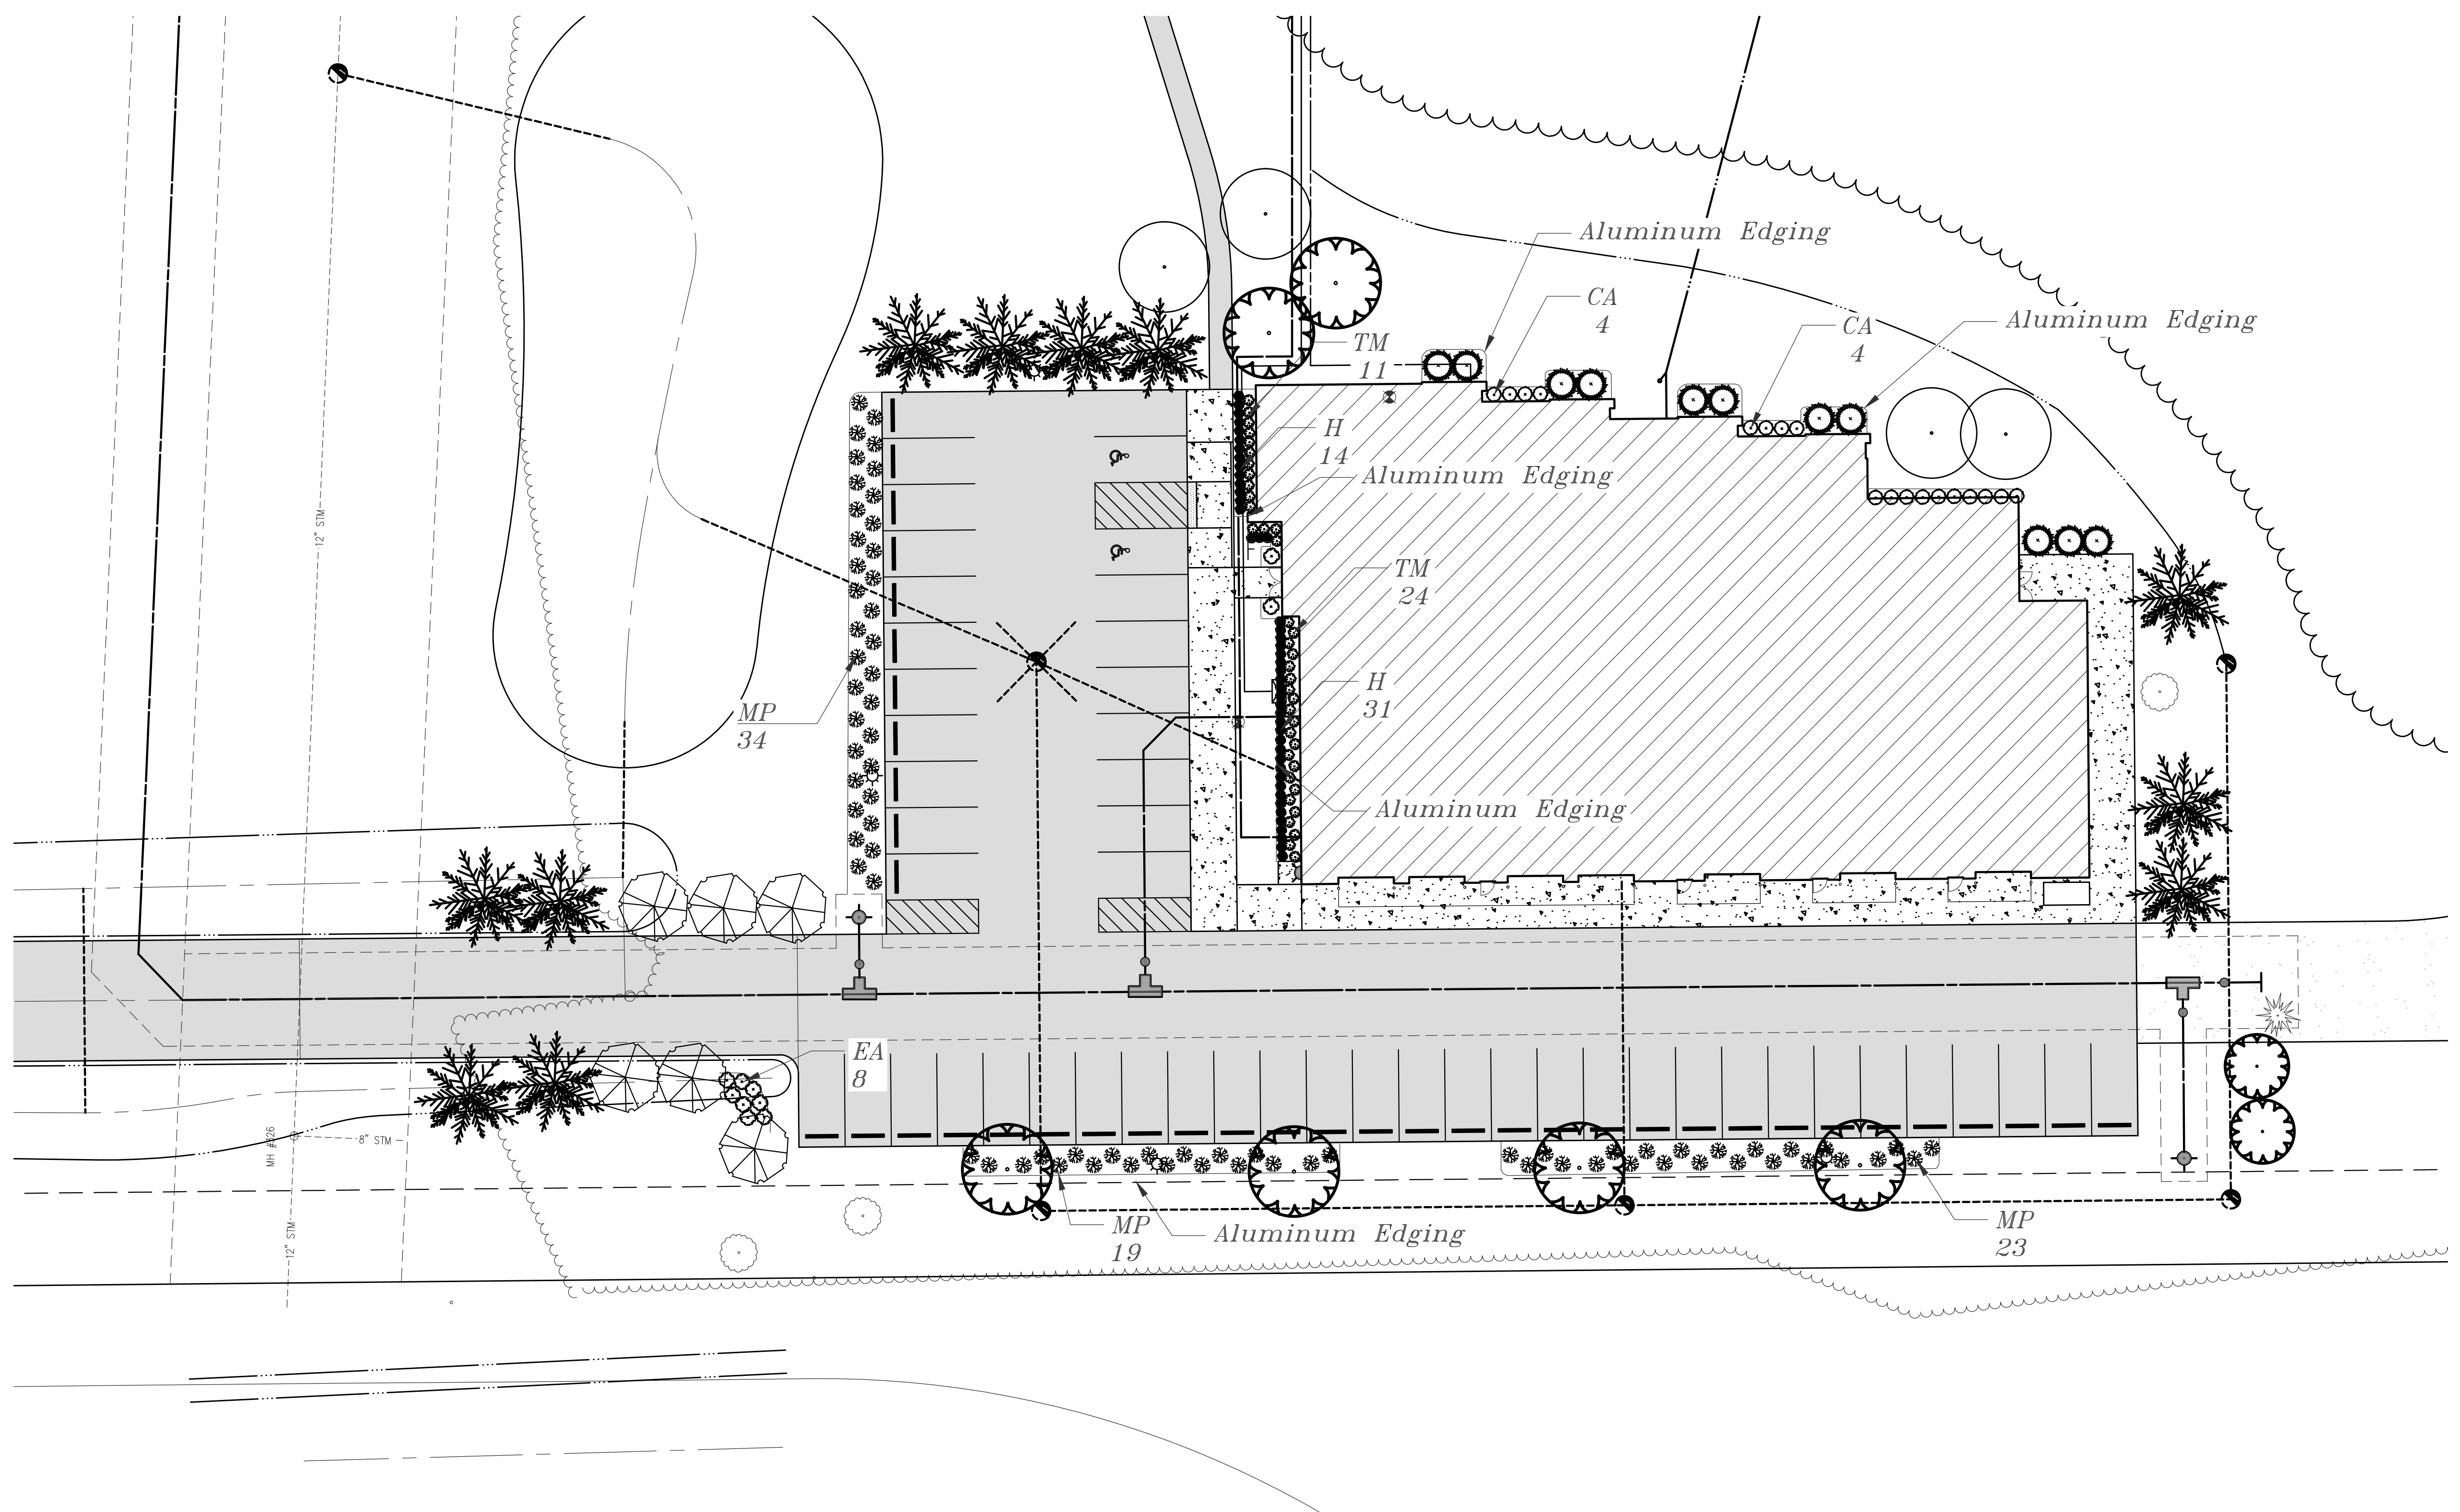 Aluminum Edging
CA
4
CA
4
Aluminum Edging
TM
11
H
14
Aluminum Edging
12" STM
TM
24
H
31
MP
34
Aluminum Edging
EA
8
MH #526
8" STM
12" STM
MP
19
Aluminum Edging
MP
23